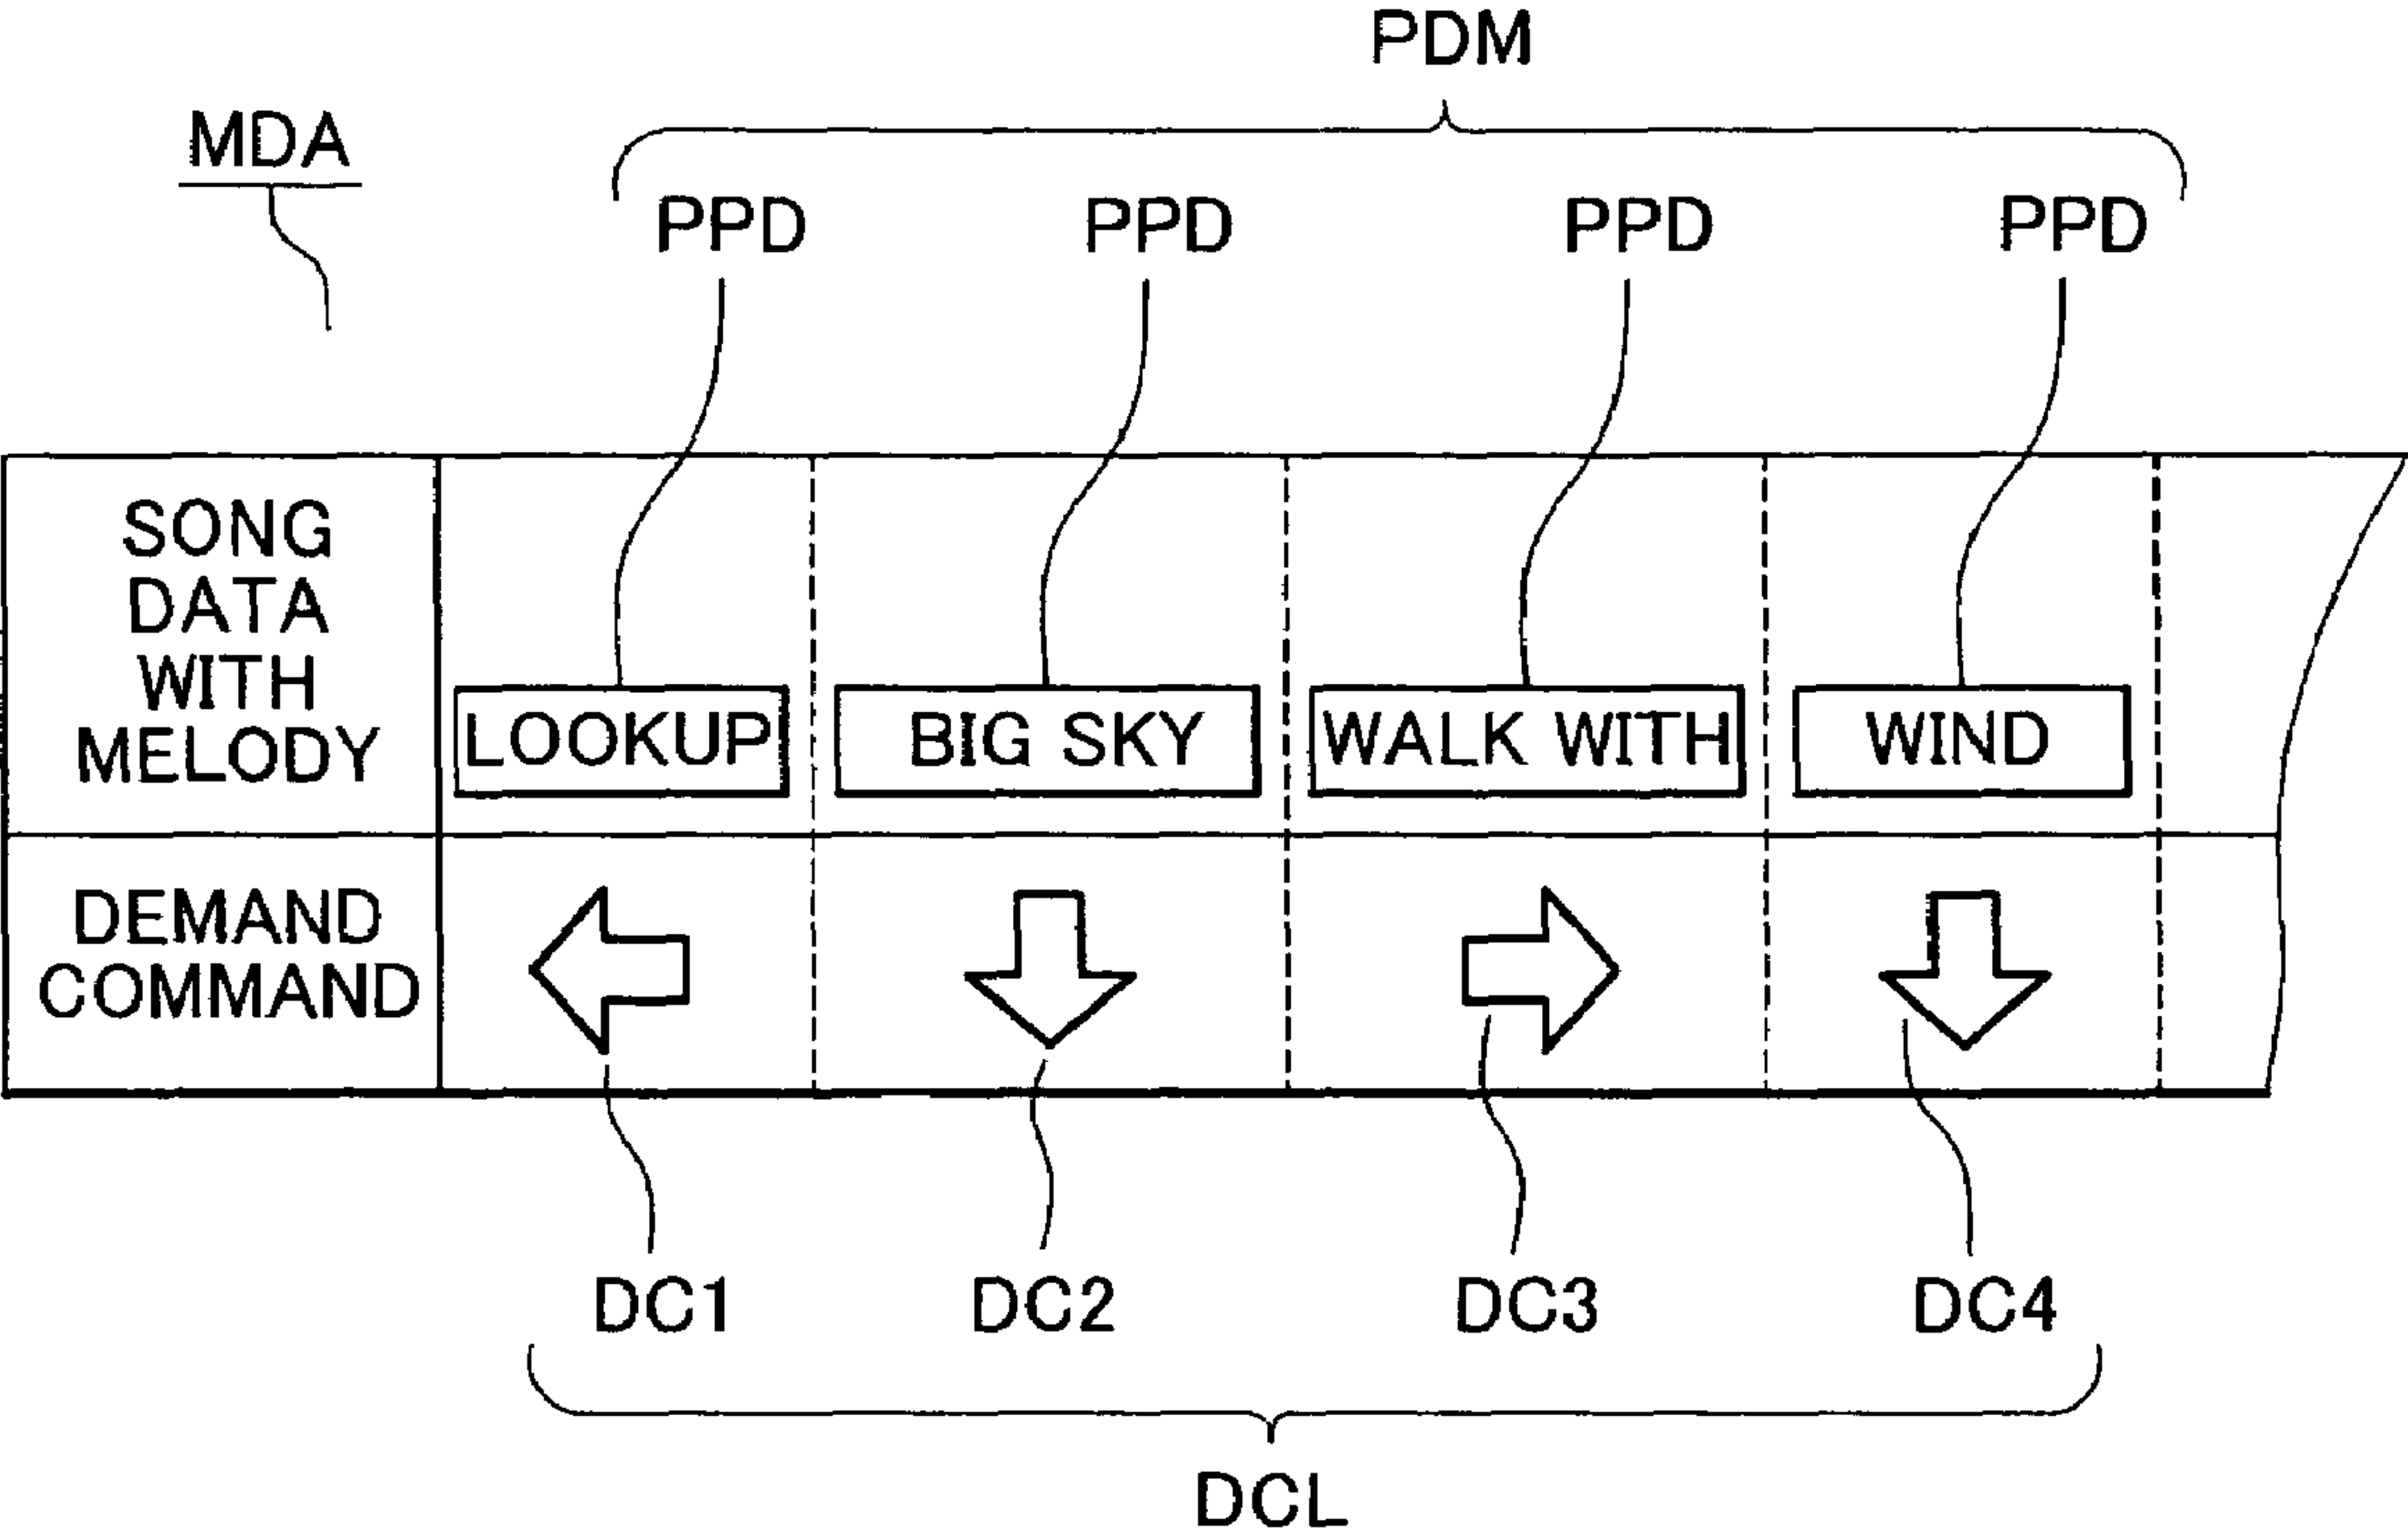 PDM
MDA
PPD PPD PPD PPD
SONG
DATA
WITH
MELODY
LOOKUP BIG SKY WALK WITH WIND
DEMAND
COMMAND
DC1 DC2 DC3 DC4
DCL